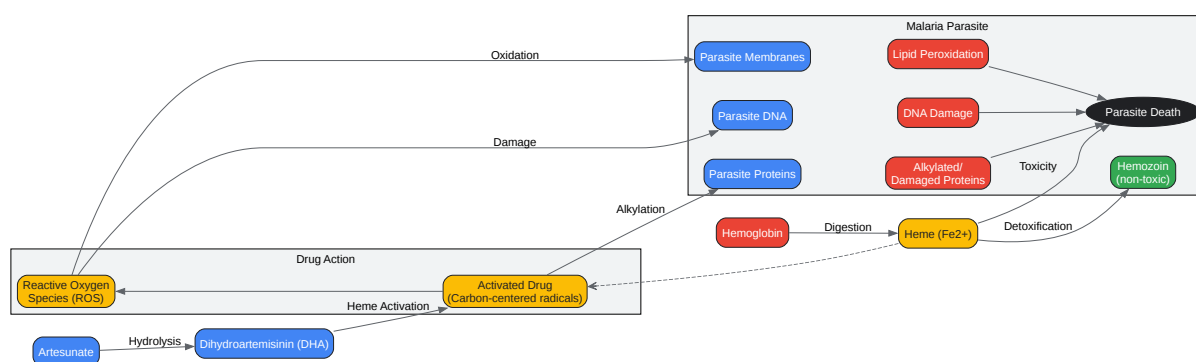 Malaria Parasite
Oxidation
Parasite Membranes
Lipid Peroxidation
Damage
Parasite DNA
DNA Damage
Parasite Death
Parasite Proteins
Alkylated/
Damaged Proteins
Toxicity
Hemozoin
(non-toxic)
Alkylation
Hemoglobin
Digestion
Heme (Fe2+)
Detoxification
Drug Action
Reactive Oxygen
Species (ROS)
Activated Drug
(Carbon-centered radicals)
Heme Activation
Artesunate
Hydrolysis
Dihydroartemisinin (DHA)